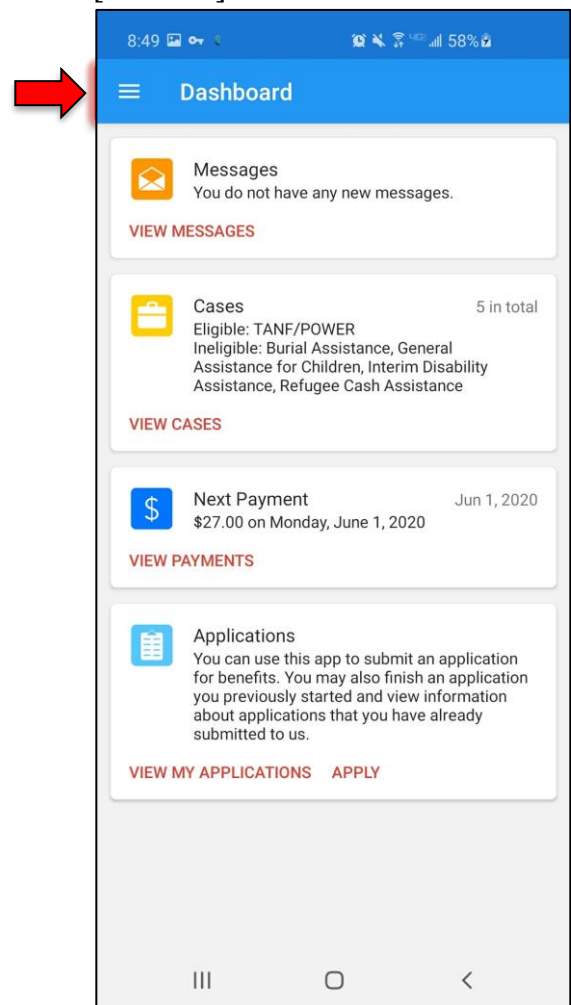 8:49 58%
Dashboard
Messages
You do not have any new messages.
VIEW MESSAGES
Cases 5 in total
Eligible: TANF/POWER
Ineligible: Burial Assistance, General
Assistance for Children, Interim Disability
Assistance, Refugee Cash Assistance
VIEW CASES
$ Next Payment Jun 1, 2020
$27.00 on Monday, June 1, 2020
VIEW PAYMENTS
Applications
You can use this app to submit an application
for benefits. You may also finish an application
you previously started and view information
about applications that you have already
submitted to us.
VIEW MY APPLICATIONS APPLY